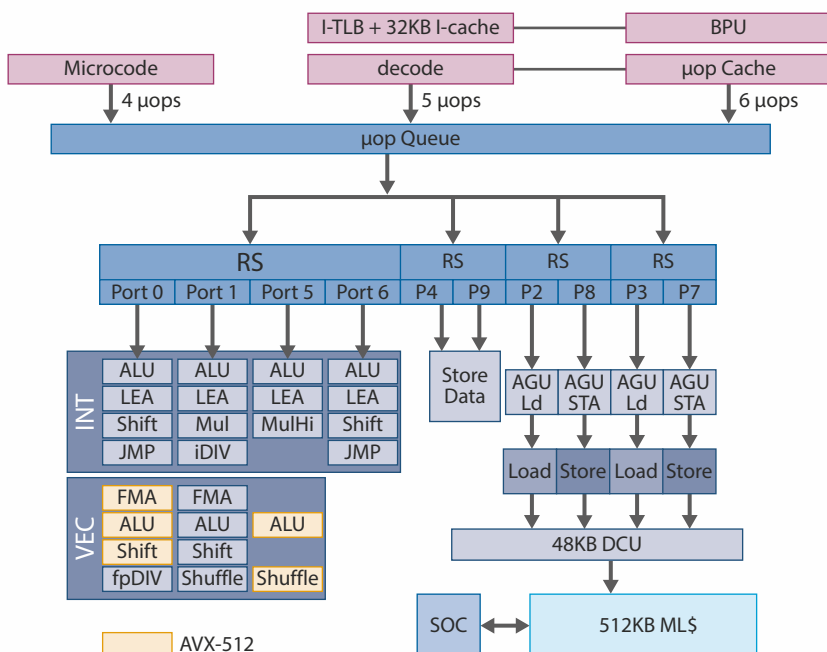 I-TLB + 32KB I-cache
BPU
Microcode
decode
μop Cache
4 μops
5 μops
6 μops
μop Queue
RS
RS
RS
RS
Port 0
Port 1
Port 5
Port 6
P4
P9
P2
P8
P3
P7
INT
ALU
ALU
ALU
ALU
LEA
LEA
LEA
LEA
Shift
Mul
MulHi
Shift
JMP
iDIV
JMP
Store
Data
AGU
Ld
AGU
STA
AGU
Ld
AGU
STA
Load
Store
Load
Store
VEC
FMA
FMA
ALU
ALU
ALU
Shift
Shift
fpDIV
Shuffle
Shuffle
48KB DCU
SOC
512KB ML$
AVX-512